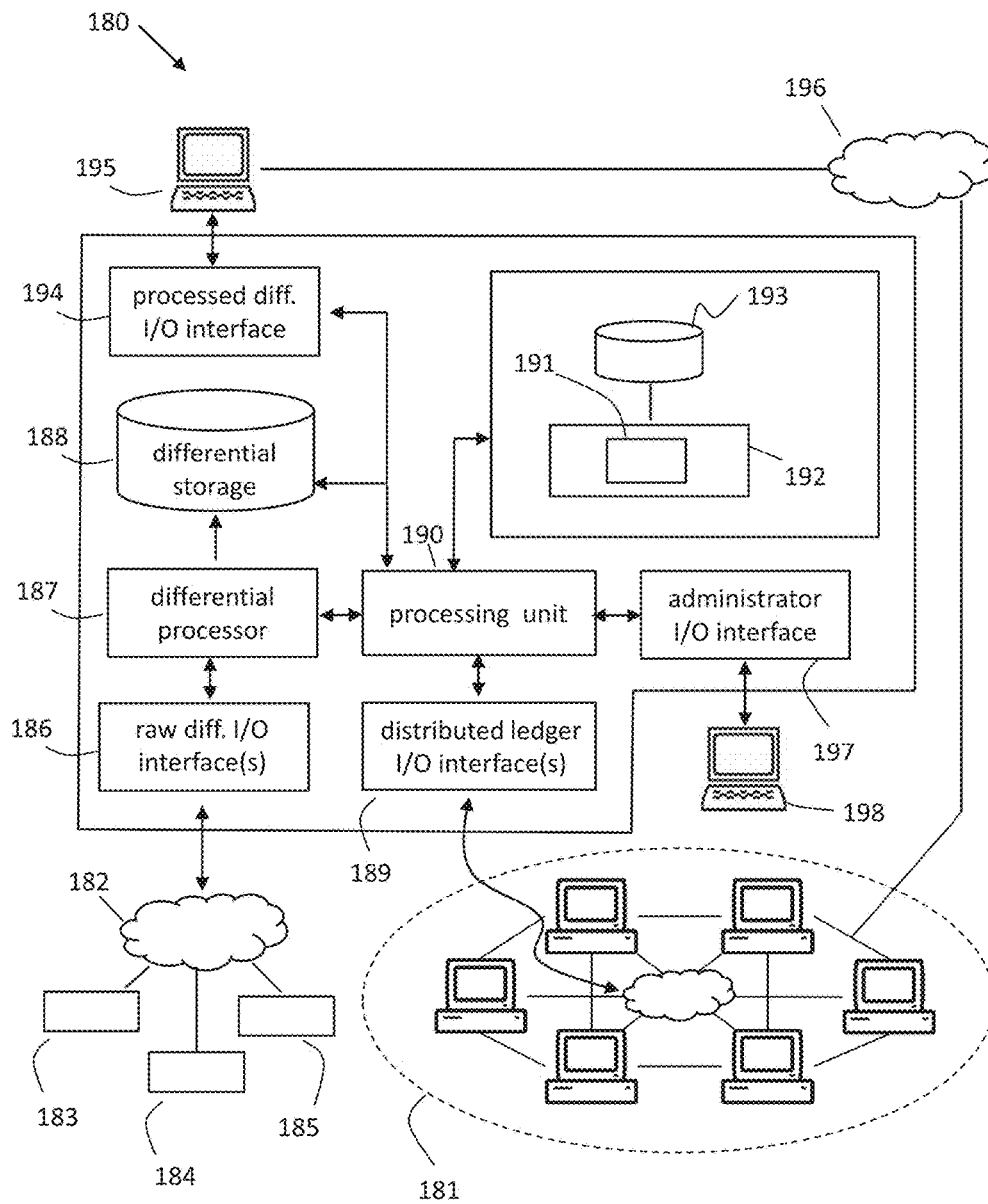 180
196
195
194
processed diff.
I/O interface
193
191
188
differential
storage
192
190
187
differential
processor
processing unit
administrator
I/O interface
186
raw diff. I/O
interface(s)
distributed ledger
I/O interface(s)
197
198
189
182
183
185
184
181